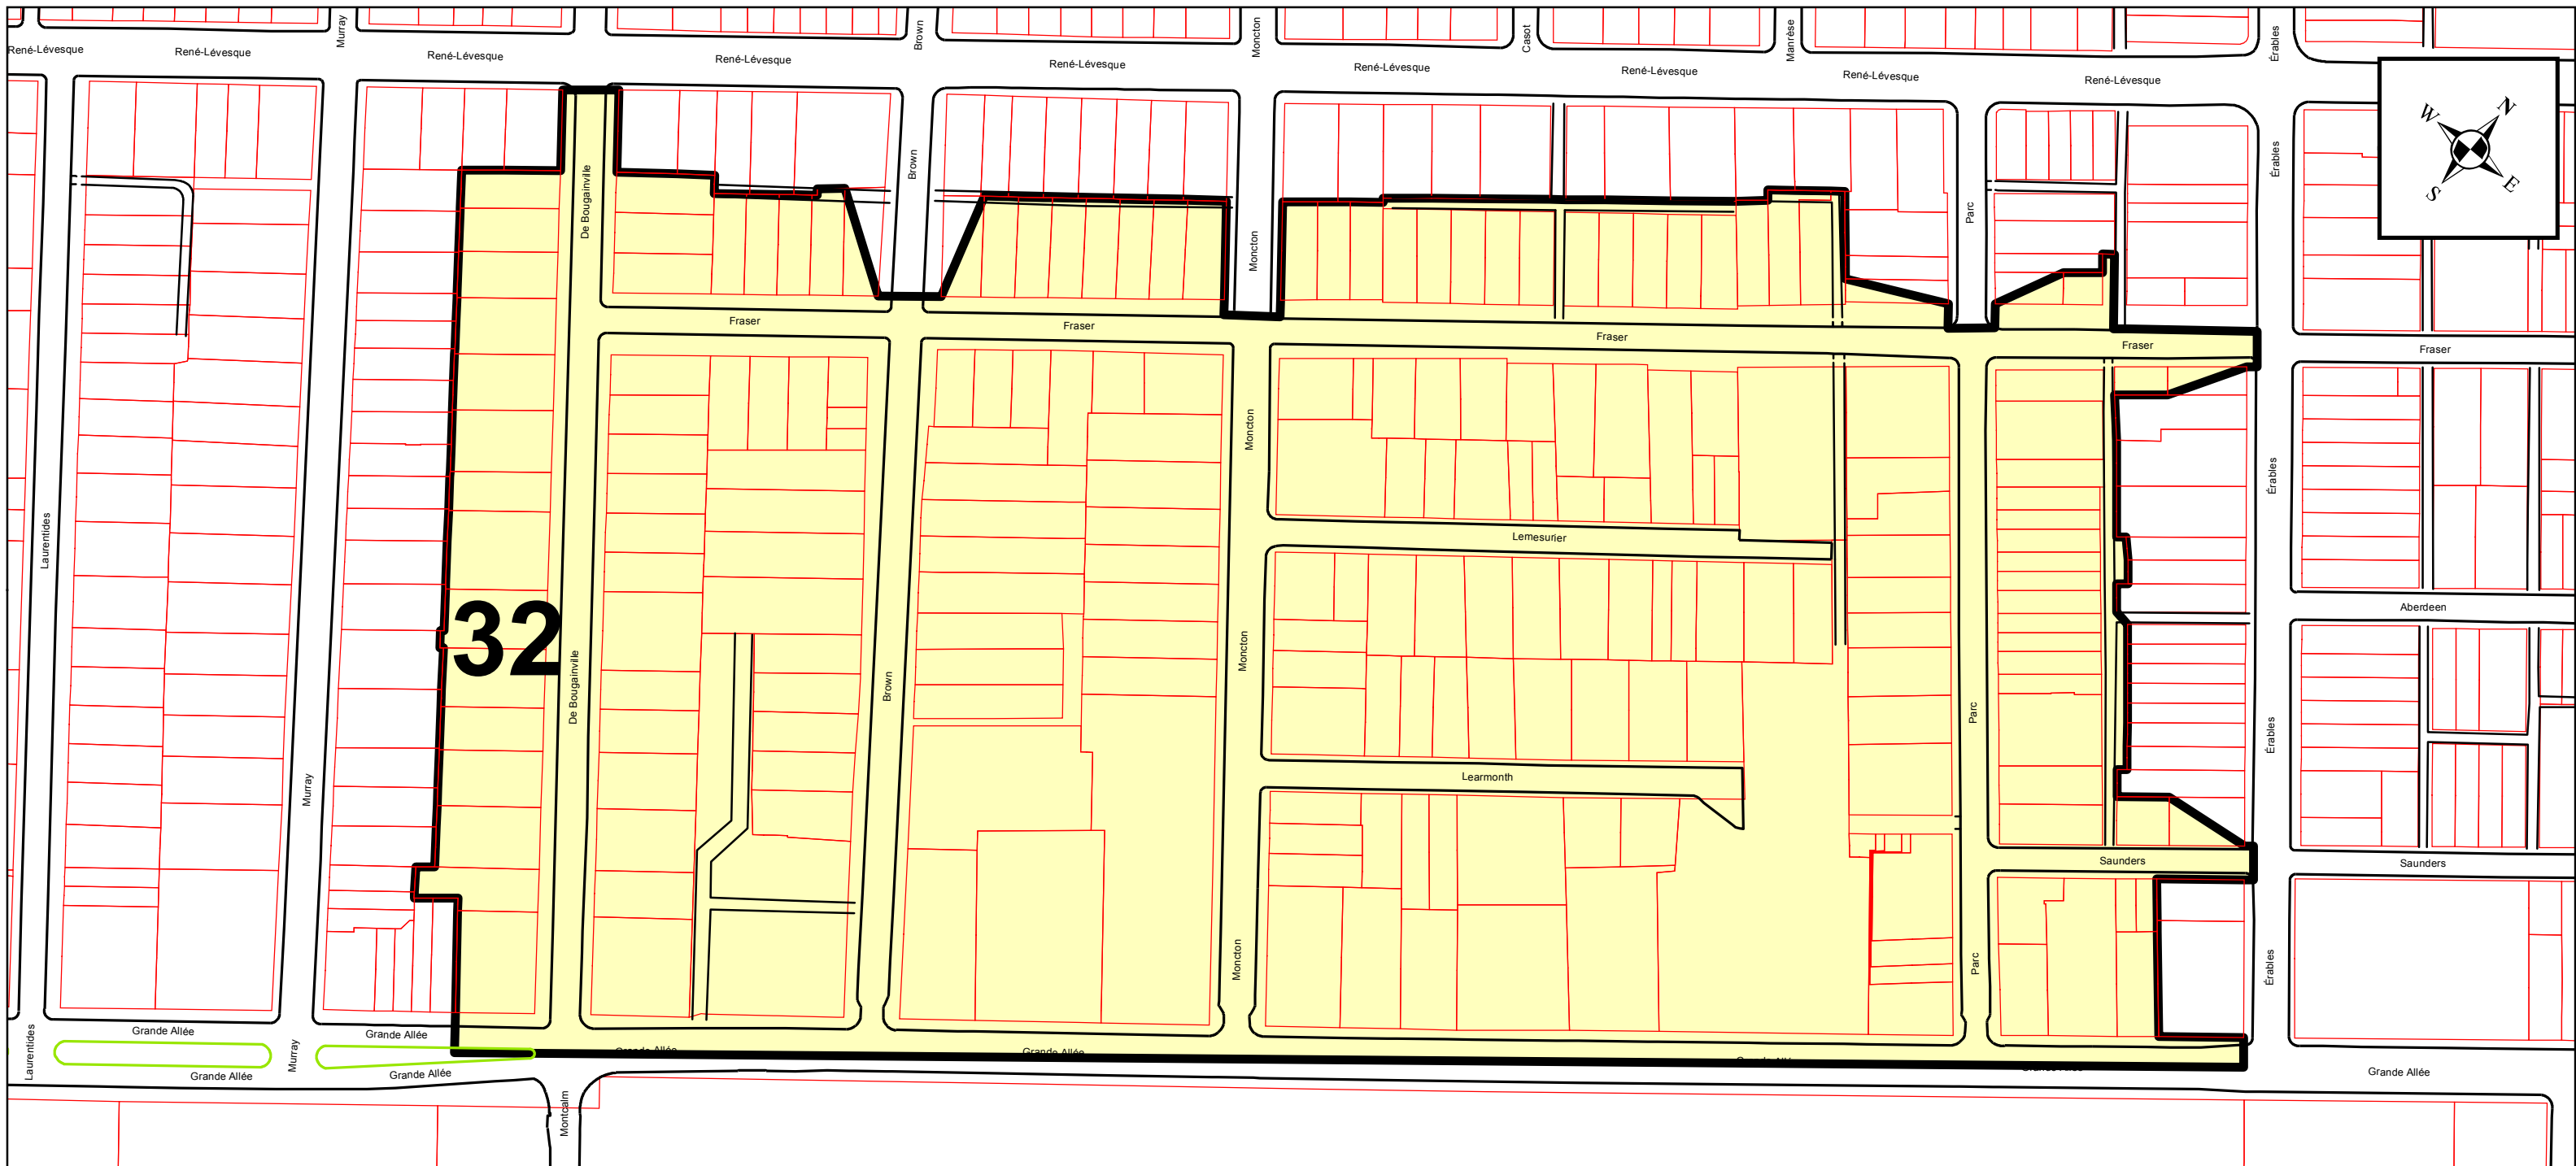 Murray
Brown
Moncton
Casot
Manrèse
Érables
René-Lévesque
René-Lévesque
René-Lévesque
René-Lévesque
René-Lévesque
René-Lévesque
René-Lévesque
René-Lévesque
René-Lévesque
N
W
E
S
De Bougainville
Brown
Moncton
Parc
Érables
Fraser
Fraser
Fraser
Fraser
Fraser
Laurentides
Moncton
Érables
Lemesurier
Aberdeen
32
De Bougainville
Brown
Moncton
Parc
Érables
Murray
Learmonth
Saunders
Saunders
Moncton
Parc
Érables
Grande Allée
Grande Allée
Grande Allée
Grande Allée
Laurentides
Murray
Grande Allée
Grande Allée
Grande Allée
Montcalm